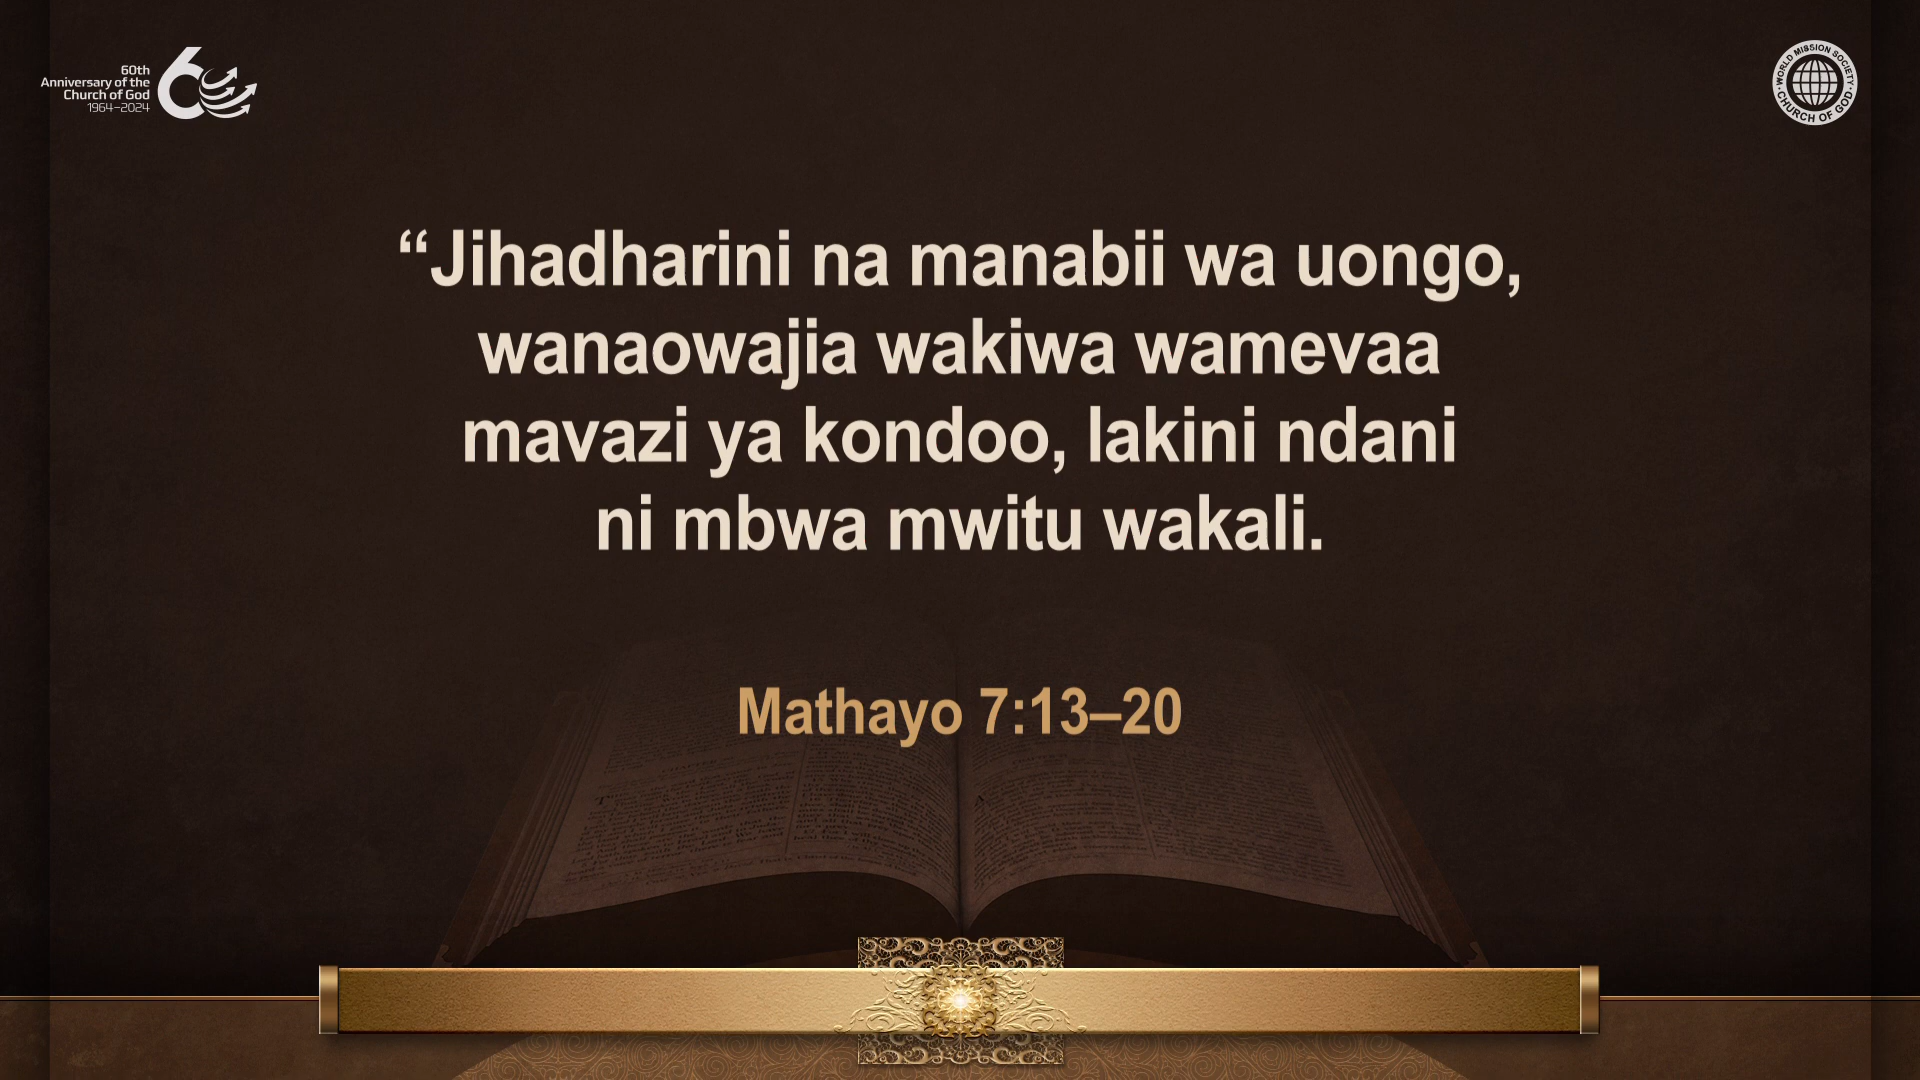 60th
Anniversary of the
Church of God
1964–2024
WORLD MISSION SOCIETY
CHURCH OF GOD
“Jihadharini na manabii wa uongo,
wanaowajia wakiwa wamevaa
mavazi ya kondoo, lakini ndani
ni mbwa mwitu wakali.
Mathayo 7:13–20